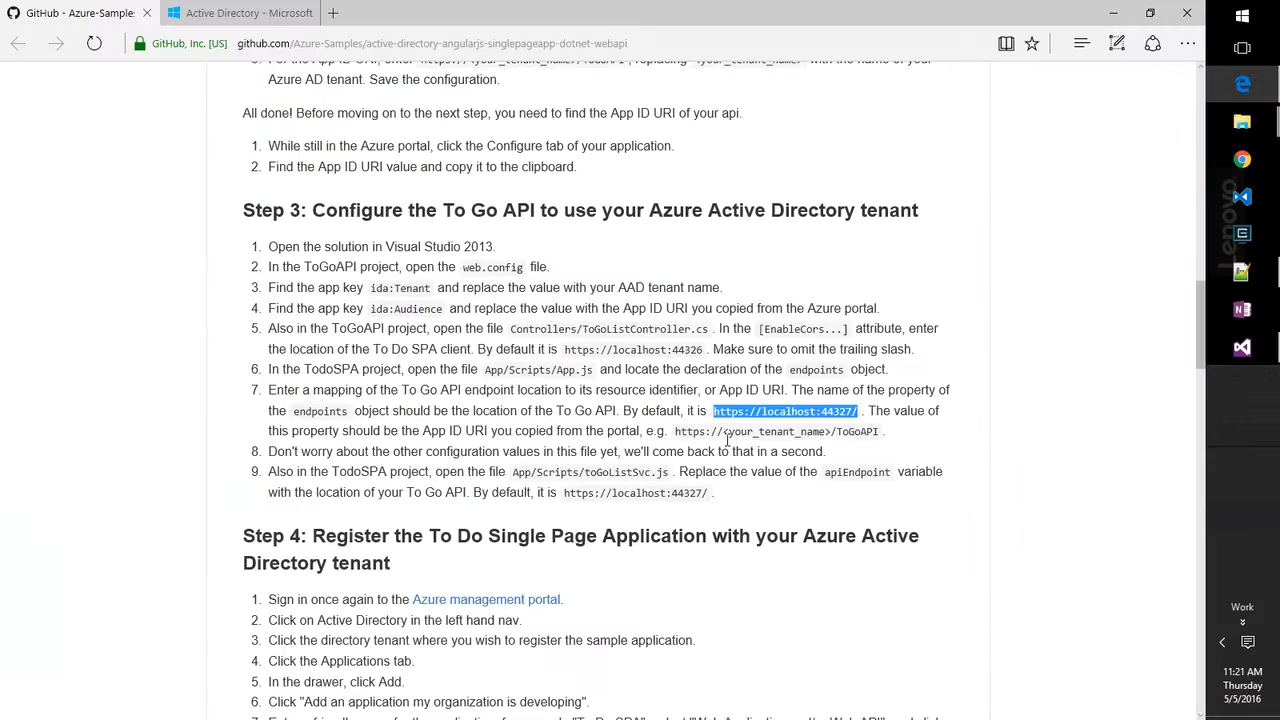 GitHub - Azure-Samples/
Active Directory - Microsoft
GitHub, Inc. [US]
github.com/Azure-Samples/active-directory-angularjs-singlepageapp-dotnet-webapi
Azure AD tenant. Save the configuration.
All done! Before moving on to the next step, you need to find the App ID URI of your api.
1. While still in the Azure portal, click the Configure tab of your application.
2. Find the App ID URI value and copy it to the clipboard.
Step 3: Configure the To Go API to use your Azure Active Directory tenant
1. Open the solution in Visual Studio 2013.
2. In the ToGoAPI project, open the web.config file.
3. Find the app key ida:Tenant and replace the value with your AAD tenant name.
4. Find the app key ida:Audience and replace the value with the App ID URI you copied from the Azure portal.
5. Also in the ToGoAPI project, open the file Controllers/ToGoListController.cs . In the [EnableCors...] attribute, enter
the location of the To Do SPA client. By default it is https://localhost:44326 . Make sure to omit the trailing slash.
6. In the TodoSPA project, open the file App/Scripts/App.js and locate the declaration of the endpoints object.
7. Enter a mapping of the To Go API endpoint location to its resource identifier, or App ID URI. The name of the property of
the endpoints object should be the location of the To Go API. By default, it is https://localhost:44327/ . The value of
this property should be the App ID URI you copied from the portal, e.g. https://<your_tenant_name>/ToGoAPI .
8. Don't worry about the other configuration values in this file yet, we'll come back to that in a second.
9. Also in the TodoSPA project, open the file App/Scripts/toGoListSvc.js . Replace the value of the apiEndpoint variable
with the location of your To Go API. By default, it is https://localhost:44327/ .
Step 4: Register the To Do Single Page Application with your Azure Active
Directory tenant
1. Sign in once again to the Azure management portal.
2. Click on Active Directory in the left hand nav.
3. Click the directory tenant where you wish to register the sample application.
4. Click the Applications tab.
5. In the drawer, click Add.
6. Click "Add an application my organization is developing".
Lenovo
Work
11:21 AM
Thursday
5/5/2016